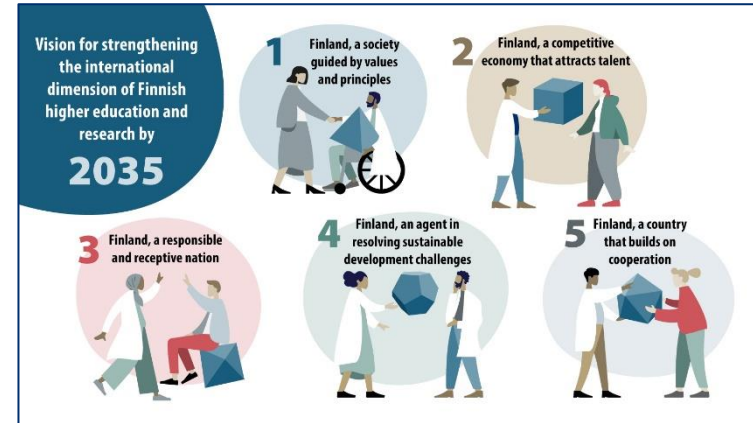 Vision for strengthening
the international
dimension of Finnish
higher education and
research by
2035
1
Finland, a society
guided by values
and principles
2
Finland, a competitive
economy that attracts talent
3
Finland, a responsible
and receptive nation
4
Finland, an agent in
resolving sustainable
development challenges
5
Finland, a country
that builds on
cooperation